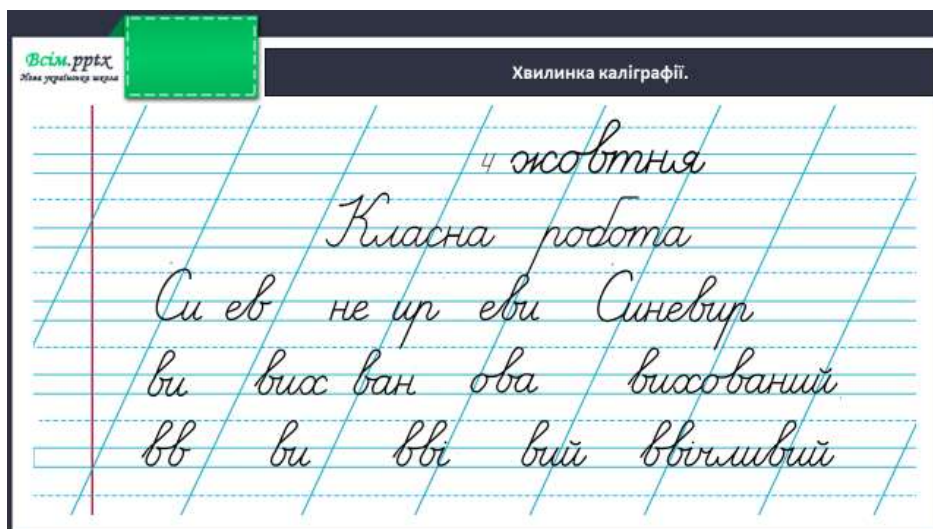 Всім.pptx
Нова українська школа
Хвилинка каліграфії.
4 жовтня
Класна робота
Си ев не ир еви Синевир
ви вих ван ова вихований
вв ви вві вий ввічливий